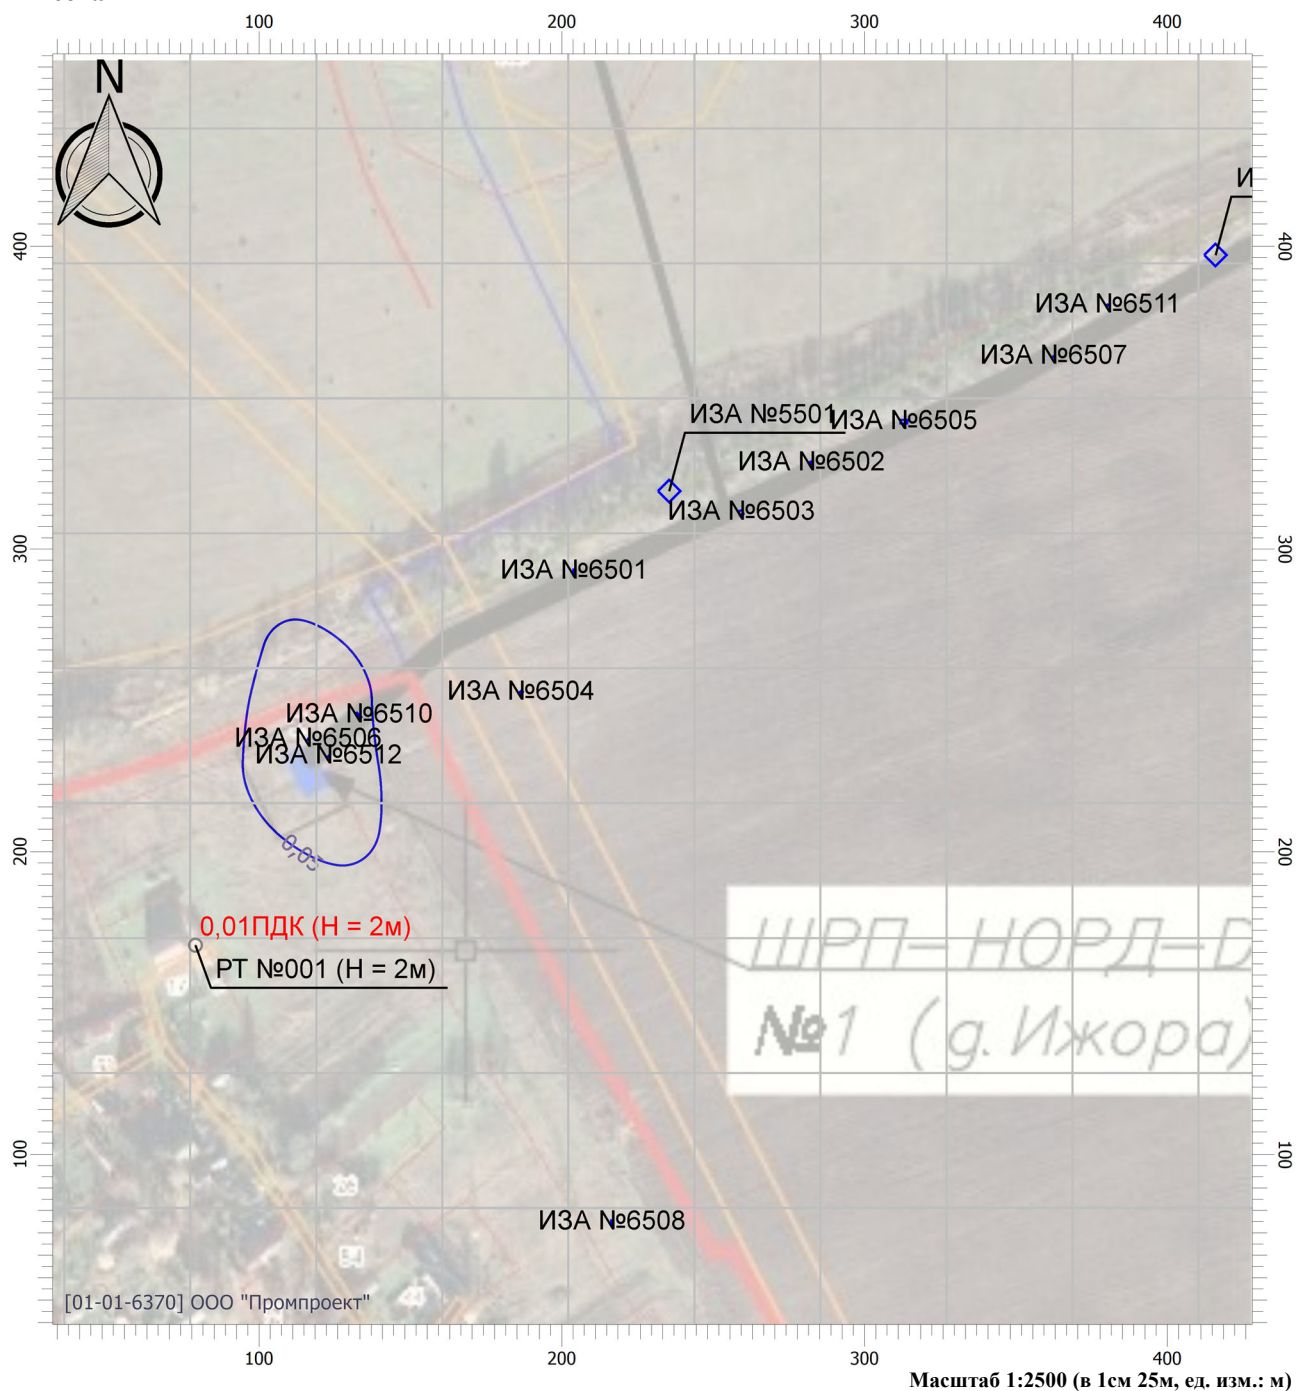 100 200 300 400
N
И
400 400
ИЗА №6511
ИЗА №6507
ИЗА №5501
ИЗА №6505
ИЗА №6502
ИЗА №6503
300 300
ИЗА №6501
ИЗА №6504
ИЗА №6510
ИЗА №6506
ИЗА №6512
200 200
0,01ПДК (Н = 2м)
РТ №001 (Н = 2м)
ШРП–НОРД–D
№1 (д. Ижора)
100 100
ИЗА №6508
[01-01-6370] ООО "Промпроект"
100 200 300 400
Масштаб 1:2500 (в 1см 25м, ед. изм.: м)